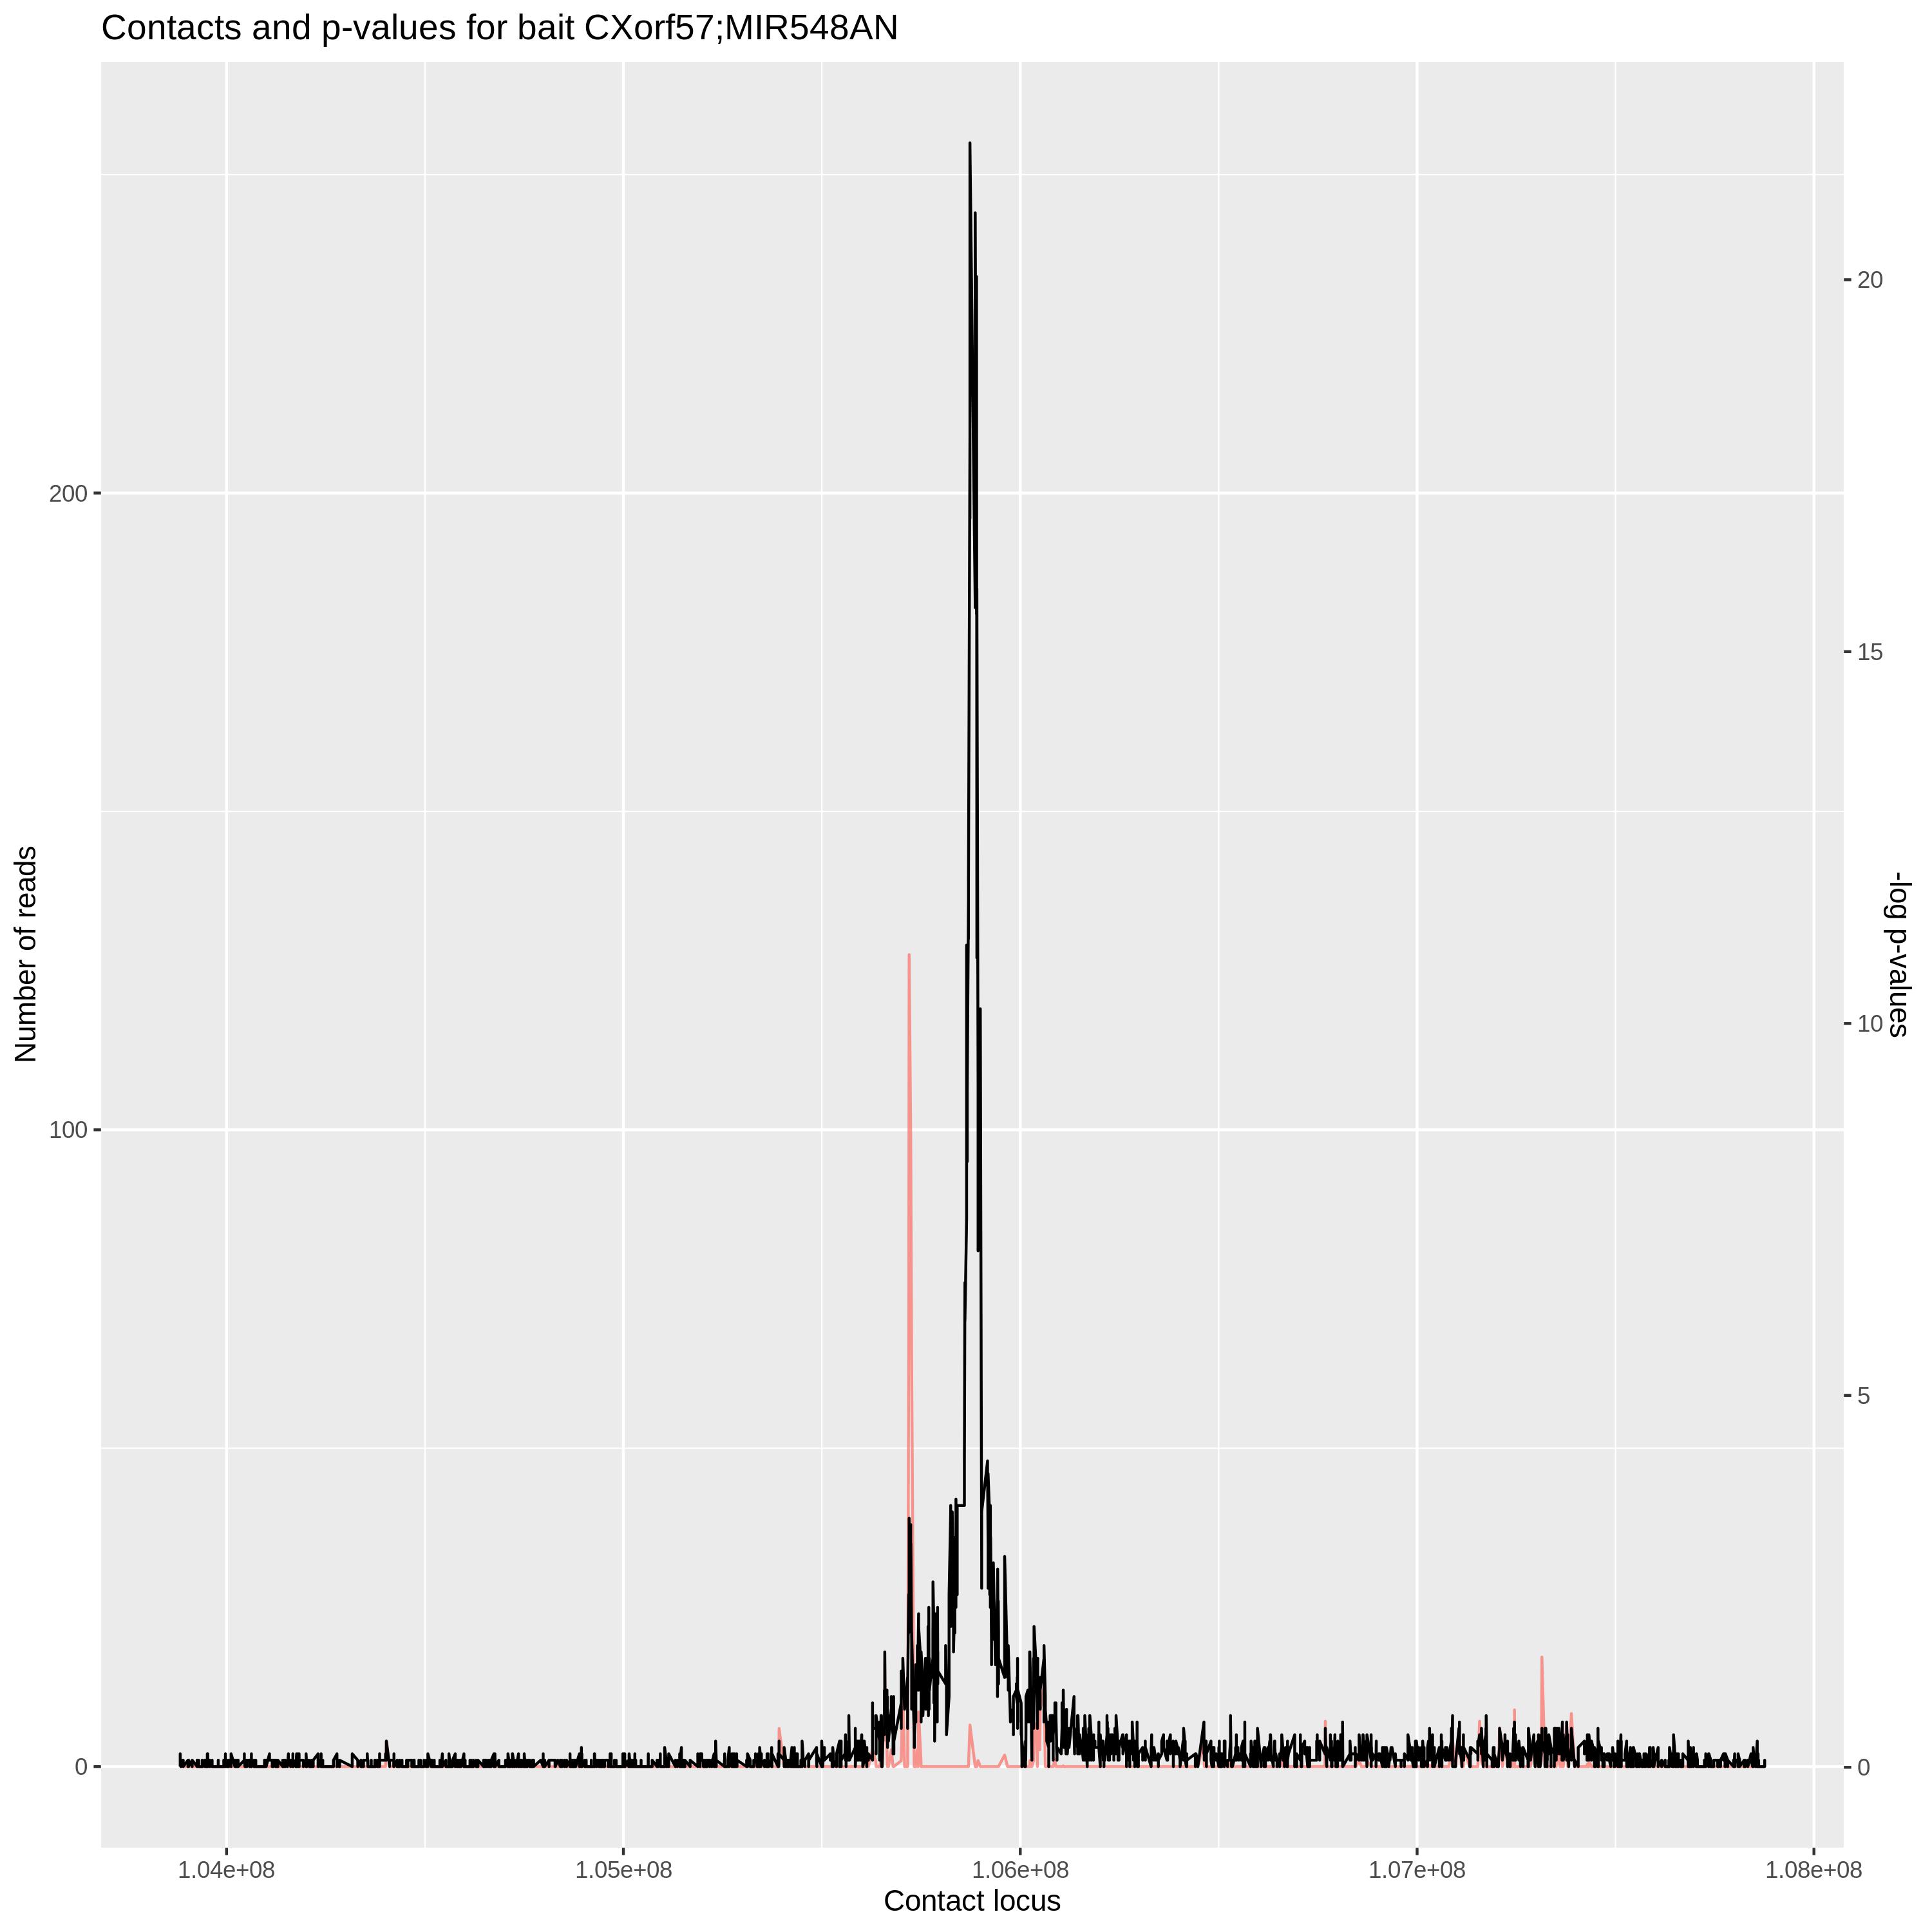 Contacts and p-values for bait CXorf57;MIR548AN
Number of reads
200
100
0
20
15
10
5
0
-log p-values
1.04e+08
1.05e+08
1.06e+08
1.07e+08
1.08e+08
Contact locus